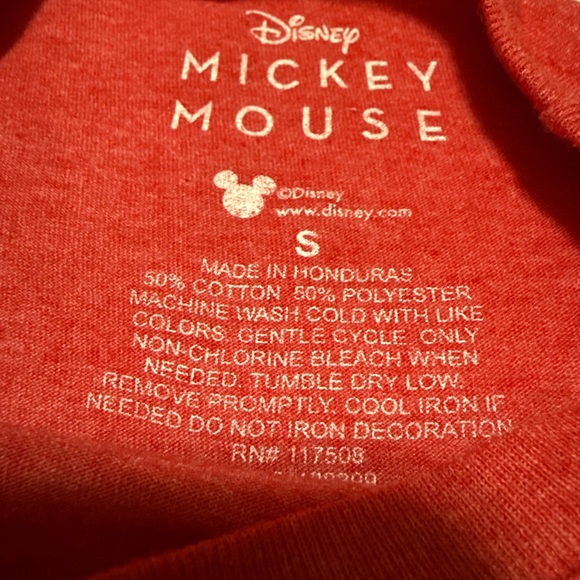 Disney
MICKEY
MOUSE
©Disney
www.disney.com
S
MADE IN HONDURAS
50% COTTON 50% POLYESTER
MACHINE WASH COLD WITH LIKE
COLORS. GENTLE CYCLE. ONLY
NON-CHLORINE BLEACH WHEN
NEEDED. TUMBLE DRY LOW.
REMOVE PROMPTLY. COOL IRON IF
NEEDED DO NOT IRON DECORATION
RN# 117508